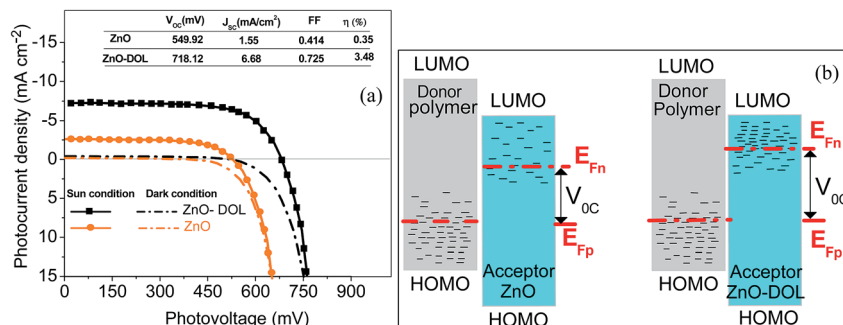 V_OC(mV) J_SC(mA/cm²) FF η (%)
ZnO 549.92 1.55 0.414 0.35
ZnO-DOL 718.12 6.68 0.725 3.48
(a)
Photocurrent density (mA cm⁻²)
-15
-10
-5
0
5
10
15
Sun condition Dark condition
ZnO- DOL
ZnO
0 150 300 450 600 750 900
Photovoltage (mV)
(b)
LUMO
Donor
polymer
LUMO
E_Fn
V_0C
E_Fp
HOMO
Acceptor
ZnO
HOMO
LUMO
Donor
Polymer
LUMO
E_Fn
V_0C
E_Fp
HOMO
Acceptor
ZnO-DOL
HOMO